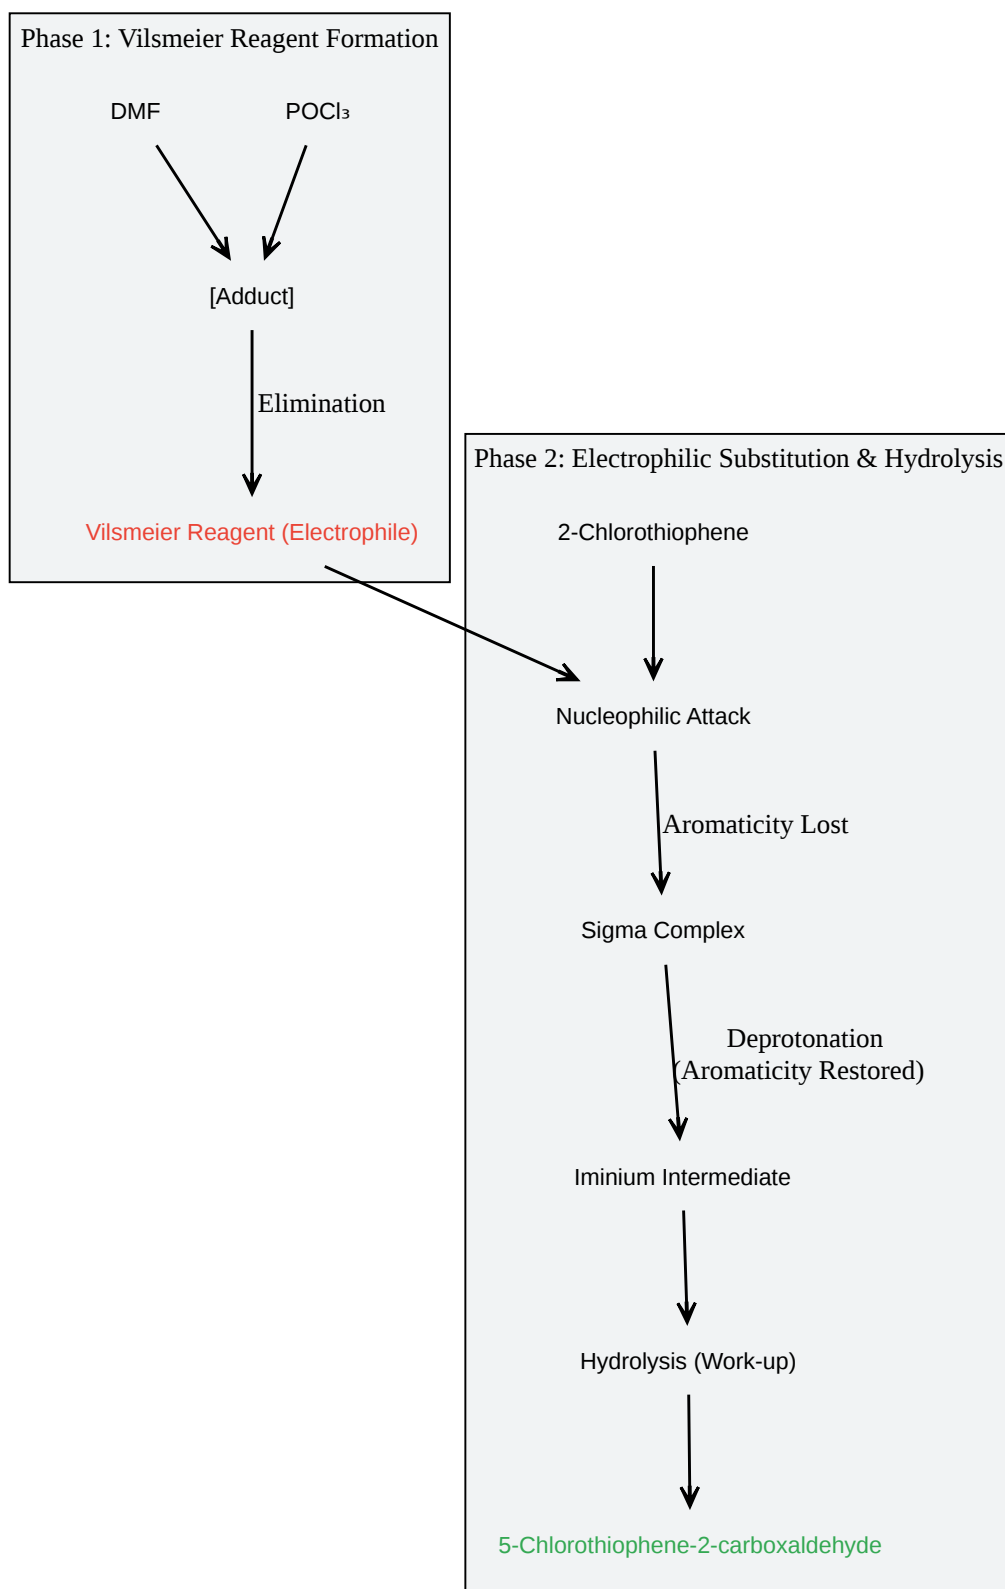 Phase 1: Vilsmeier Reagent Formation
DMF
POCl₃
[Adduct]
Elimination
Vilsmeier Reagent (Electrophile)
Phase 2: Electrophilic Substitution & Hydrolysis
2-Chlorothiophene
Nucleophilic Attack
Aromaticity Lost
Sigma Complex
Deprotonation
(Aromaticity Restored)
Iminium Intermediate
Hydrolysis (Work-up)
5-Chlorothiophene-2-carboxaldehyde